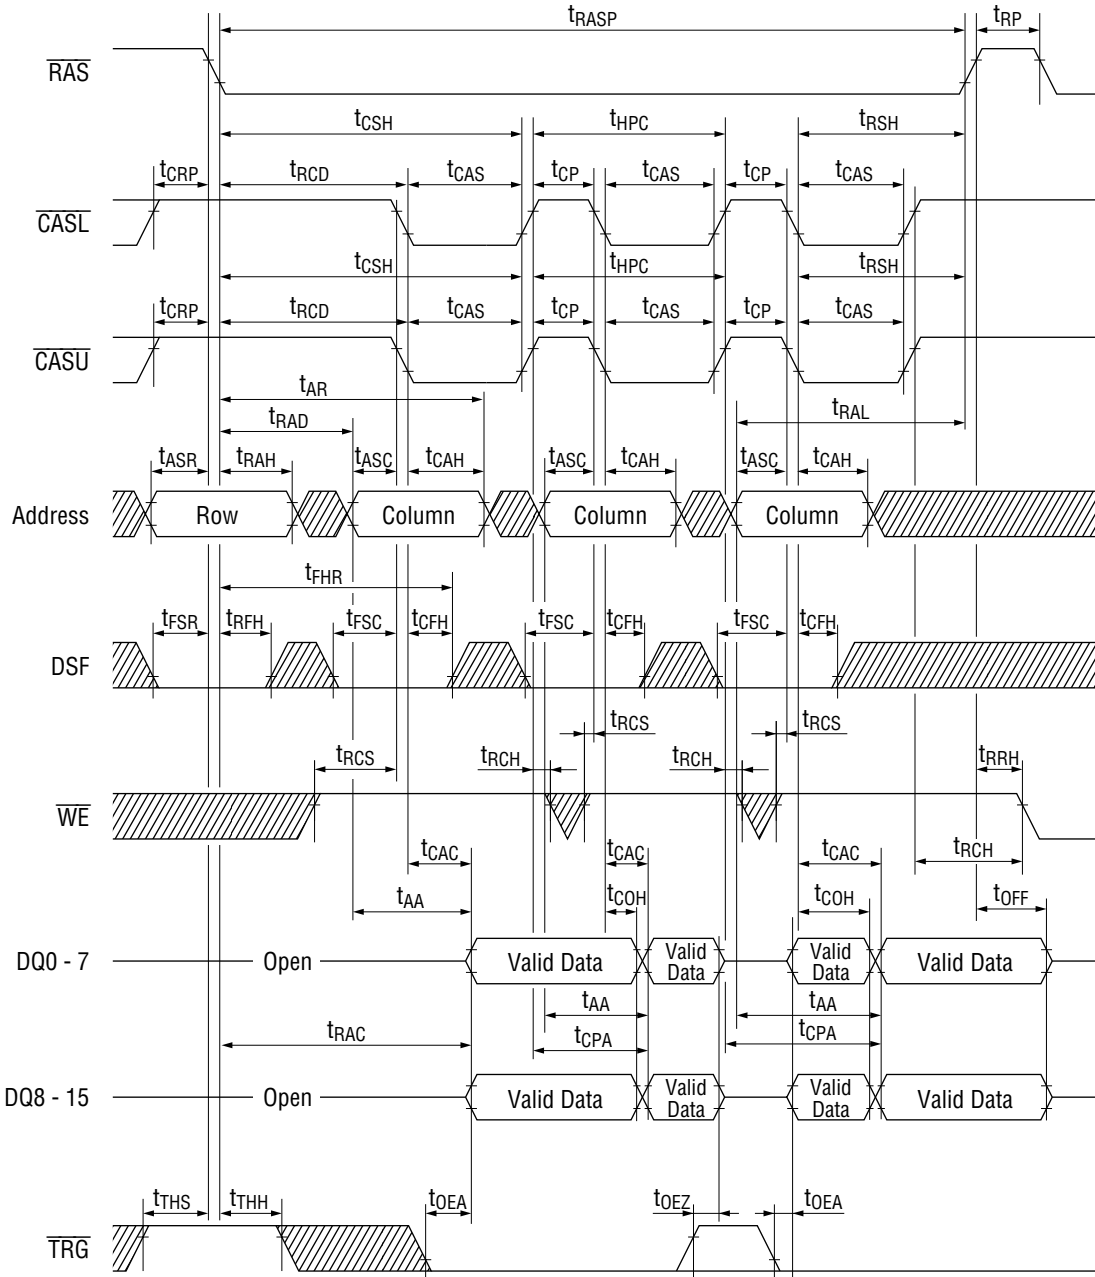 tRASP tRP
RAS
tCSH tHPC tRSH
tCRP tRCD tCAS tCP tCAS tCP tCAS
CASL
tCSH tHPC tRSH
tCRP tRCD tCAS tCP tCAS tCP tCAS
CASU
tAR
tRAD tRAL
tASR tRAH tASC tCAH tASC tCAH tASC tCAH
Address Row Column Column Column
tFHR
tFSR tRFH tFSC tCFH tFSC tCFH tFSC tCFH
DSF
tRCS tRCS
tRCS tRCH tRCH tRRH
WE
tCAC tCAC tCAC tRCH
tAA tCOH tCOH tOFF
DQ0 - 7 Open Valid Data Valid Data Valid Data Valid Data
tAA tAA
tRAC tCPA tCPA
DQ8 - 15 Open Valid Data Valid Data Valid Data Valid Data
tTHS tTHH tOEA tOEZ tOEA
TRG